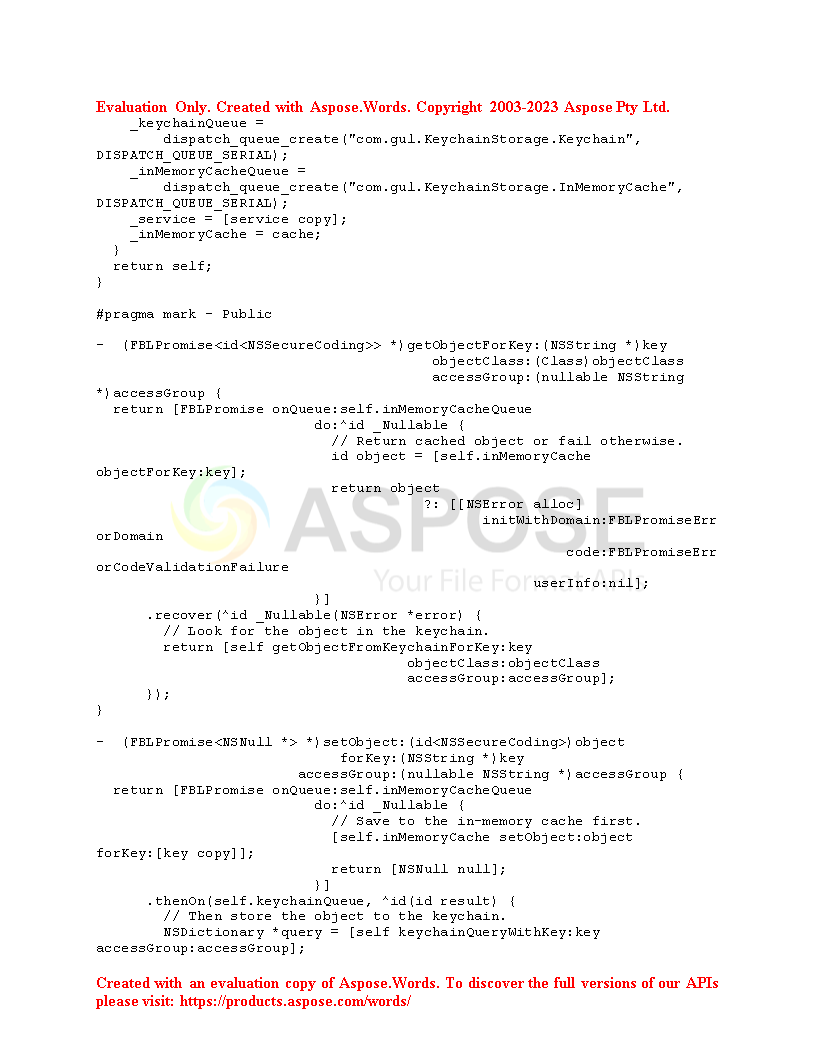 Evaluation Only. Created with Aspose.Words. Copyright 2003-2023 Aspose Pty Ltd.
    _keychainQueue =
        dispatch_queue_create("com.gul.KeychainStorage.Keychain",
DISPATCH_QUEUE_SERIAL);
    _inMemoryCacheQueue =
        dispatch_queue_create("com.gul.KeychainStorage.InMemoryCache",
DISPATCH_QUEUE_SERIAL);
    _service = [service copy];
    _inMemoryCache = cache;
  }
  return self;
}

#pragma mark - Public

- (FBLPromise<id<NSSecureCoding>> *)getObjectForKey:(NSString *)key
                                        objectClass:(Class)objectClass
                                        accessGroup:(nullable NSString
*)accessGroup {
  return [FBLPromise onQueue:self.inMemoryCacheQueue
                          do:^id _Nullable {
                            // Return cached object or fail otherwise.
                            id object = [self.inMemoryCache
objectForKey:key];
                            return object
                                       ?: [[NSError alloc]
                                              initWithDomain:FBLPromiseErr
orDomain
                                                        code:FBLPromiseErr
orCodeValidationFailure
                                                    userInfo:nil];
                          }]
      .recover(^id _Nullable(NSError *error) {
        // Look for the object in the keychain.
        return [self getObjectFromKeychainForKey:key
                                     objectClass:objectClass
                                     accessGroup:accessGroup];
      });
}

- (FBLPromise<NSNull *> *)setObject:(id<NSSecureCoding>)object
                             forKey:(NSString *)key
                        accessGroup:(nullable NSString *)accessGroup {
  return [FBLPromise onQueue:self.inMemoryCacheQueue
                          do:^id _Nullable {
                            // Save to the in-memory cache first.
                            [self.inMemoryCache setObject:object
forKey:[key copy]];
                            return [NSNull null];
                          }]
      .thenOn(self.keychainQueue, ^id(id result) {
        // Then store the object to the keychain.
        NSDictionary *query = [self keychainQueryWithKey:key
accessGroup:accessGroup];
ASPOSE
Your File Format API
Created with an evaluation copy of Aspose.Words. To discover the full versions of our APIs
please visit: https://products.aspose.com/words/